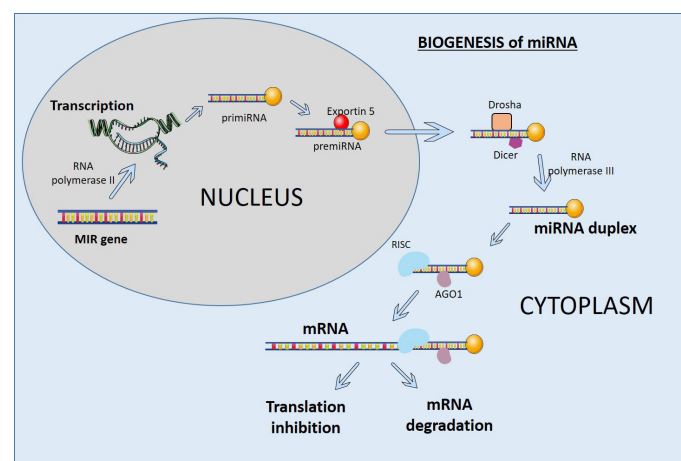 BIOGENESIS of miRNA
Transcription
primiRNA
Exportin 5
premiRNA
Drosha
Dicer
RNA
polymerase II
RNA
polymerase III
NUCLEUS
MIR gene
miRNA duplex
RISC
AGO1
CYTOPLASM
mRNA
Translation
inhibition
mRNA
degradation